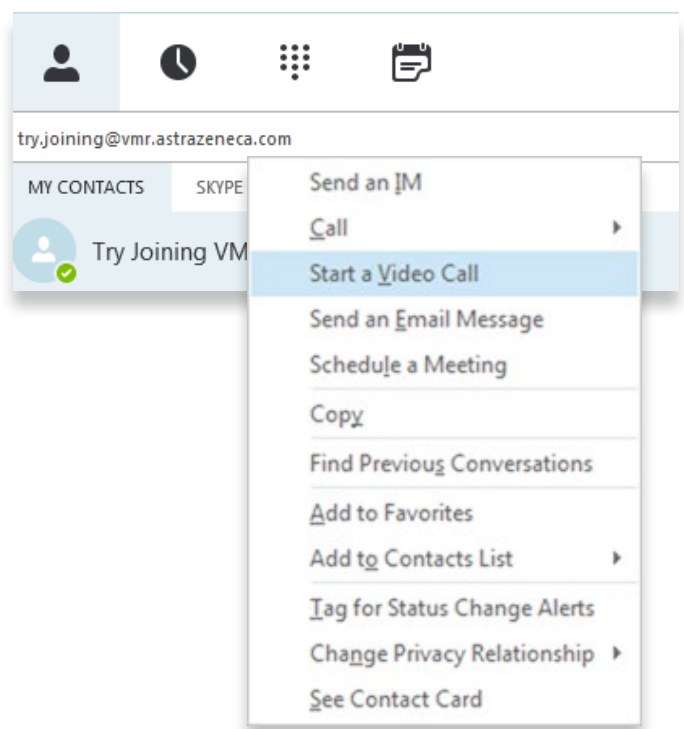 try.joining@vmr.astrazeneca.com
MY CONTACTS SKYPE
Try Joining VM
Send an IM
Call
Start a Video Call
Send an Email Message
Schedule a Meeting
Copy
Find Previous Conversations
Add to Favorites
Add to Contacts List
Tag for Status Change Alerts
Change Privacy Relationship
See Contact Card